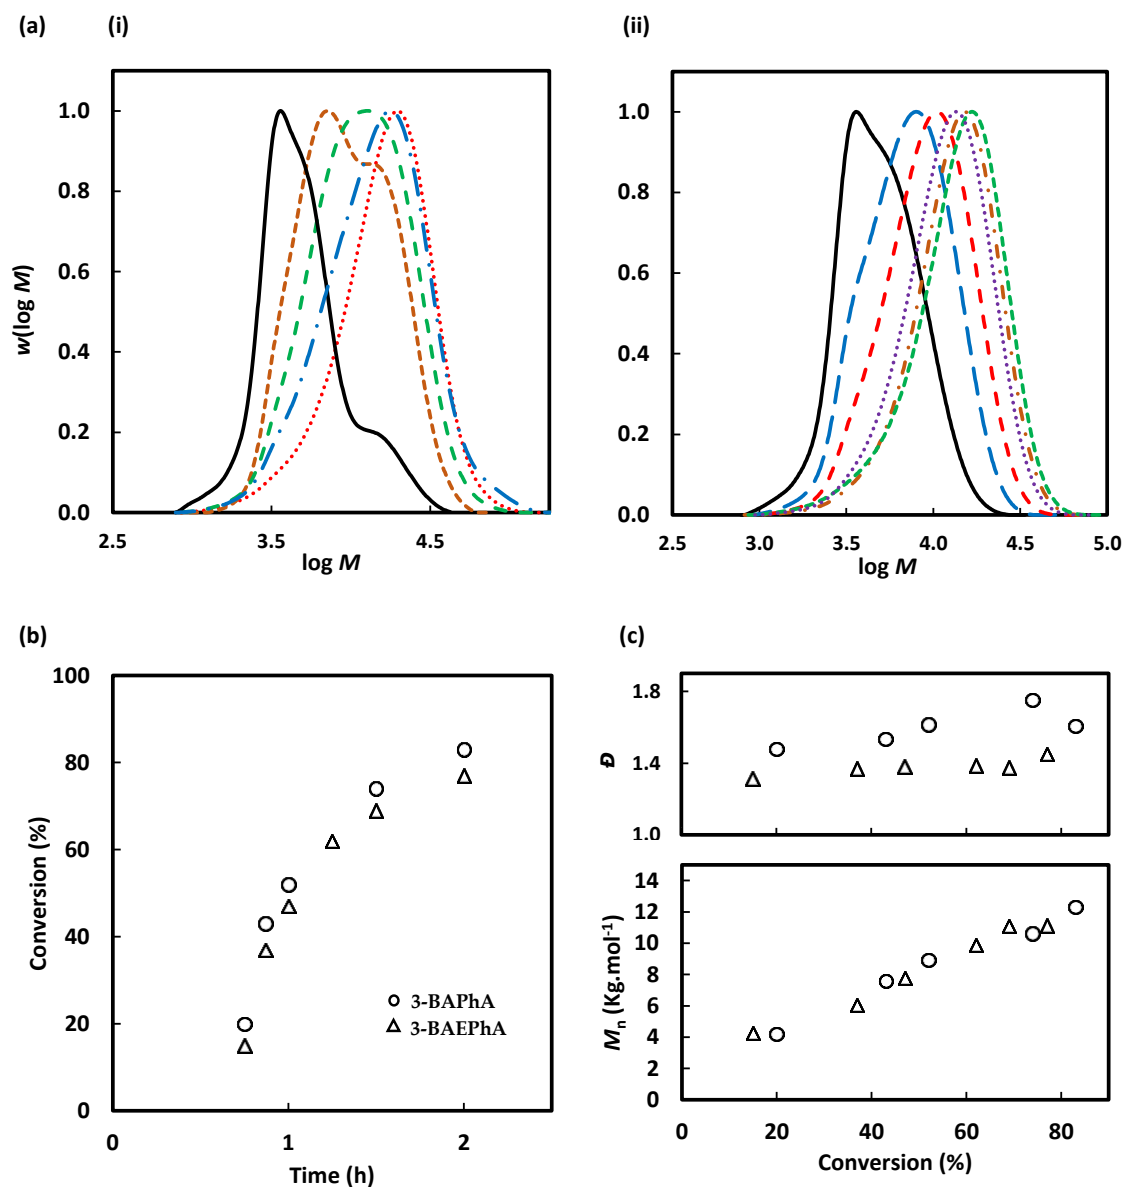 (a) (i) (ii)
1.0 1.0
0.8 0.8
0.6 0.6
0.4 0.4
0.2 0.2
0.0 0.0
w(log M)
2.5 3.5 4.5
log M
2.5 3.0 3.5 4.0 4.5 5.0
log M
(b) (c)
100
80
60
40
20
0
Conversion (%)
3-BAPhA
3-BAEPhA
0 1 2
Time (h)
1.8
1.4
1.0
Đ
14
12
10
8
6
4
2
0
Mn (Kg.mol-1)
0 20 40 60 80
Conversion (%)